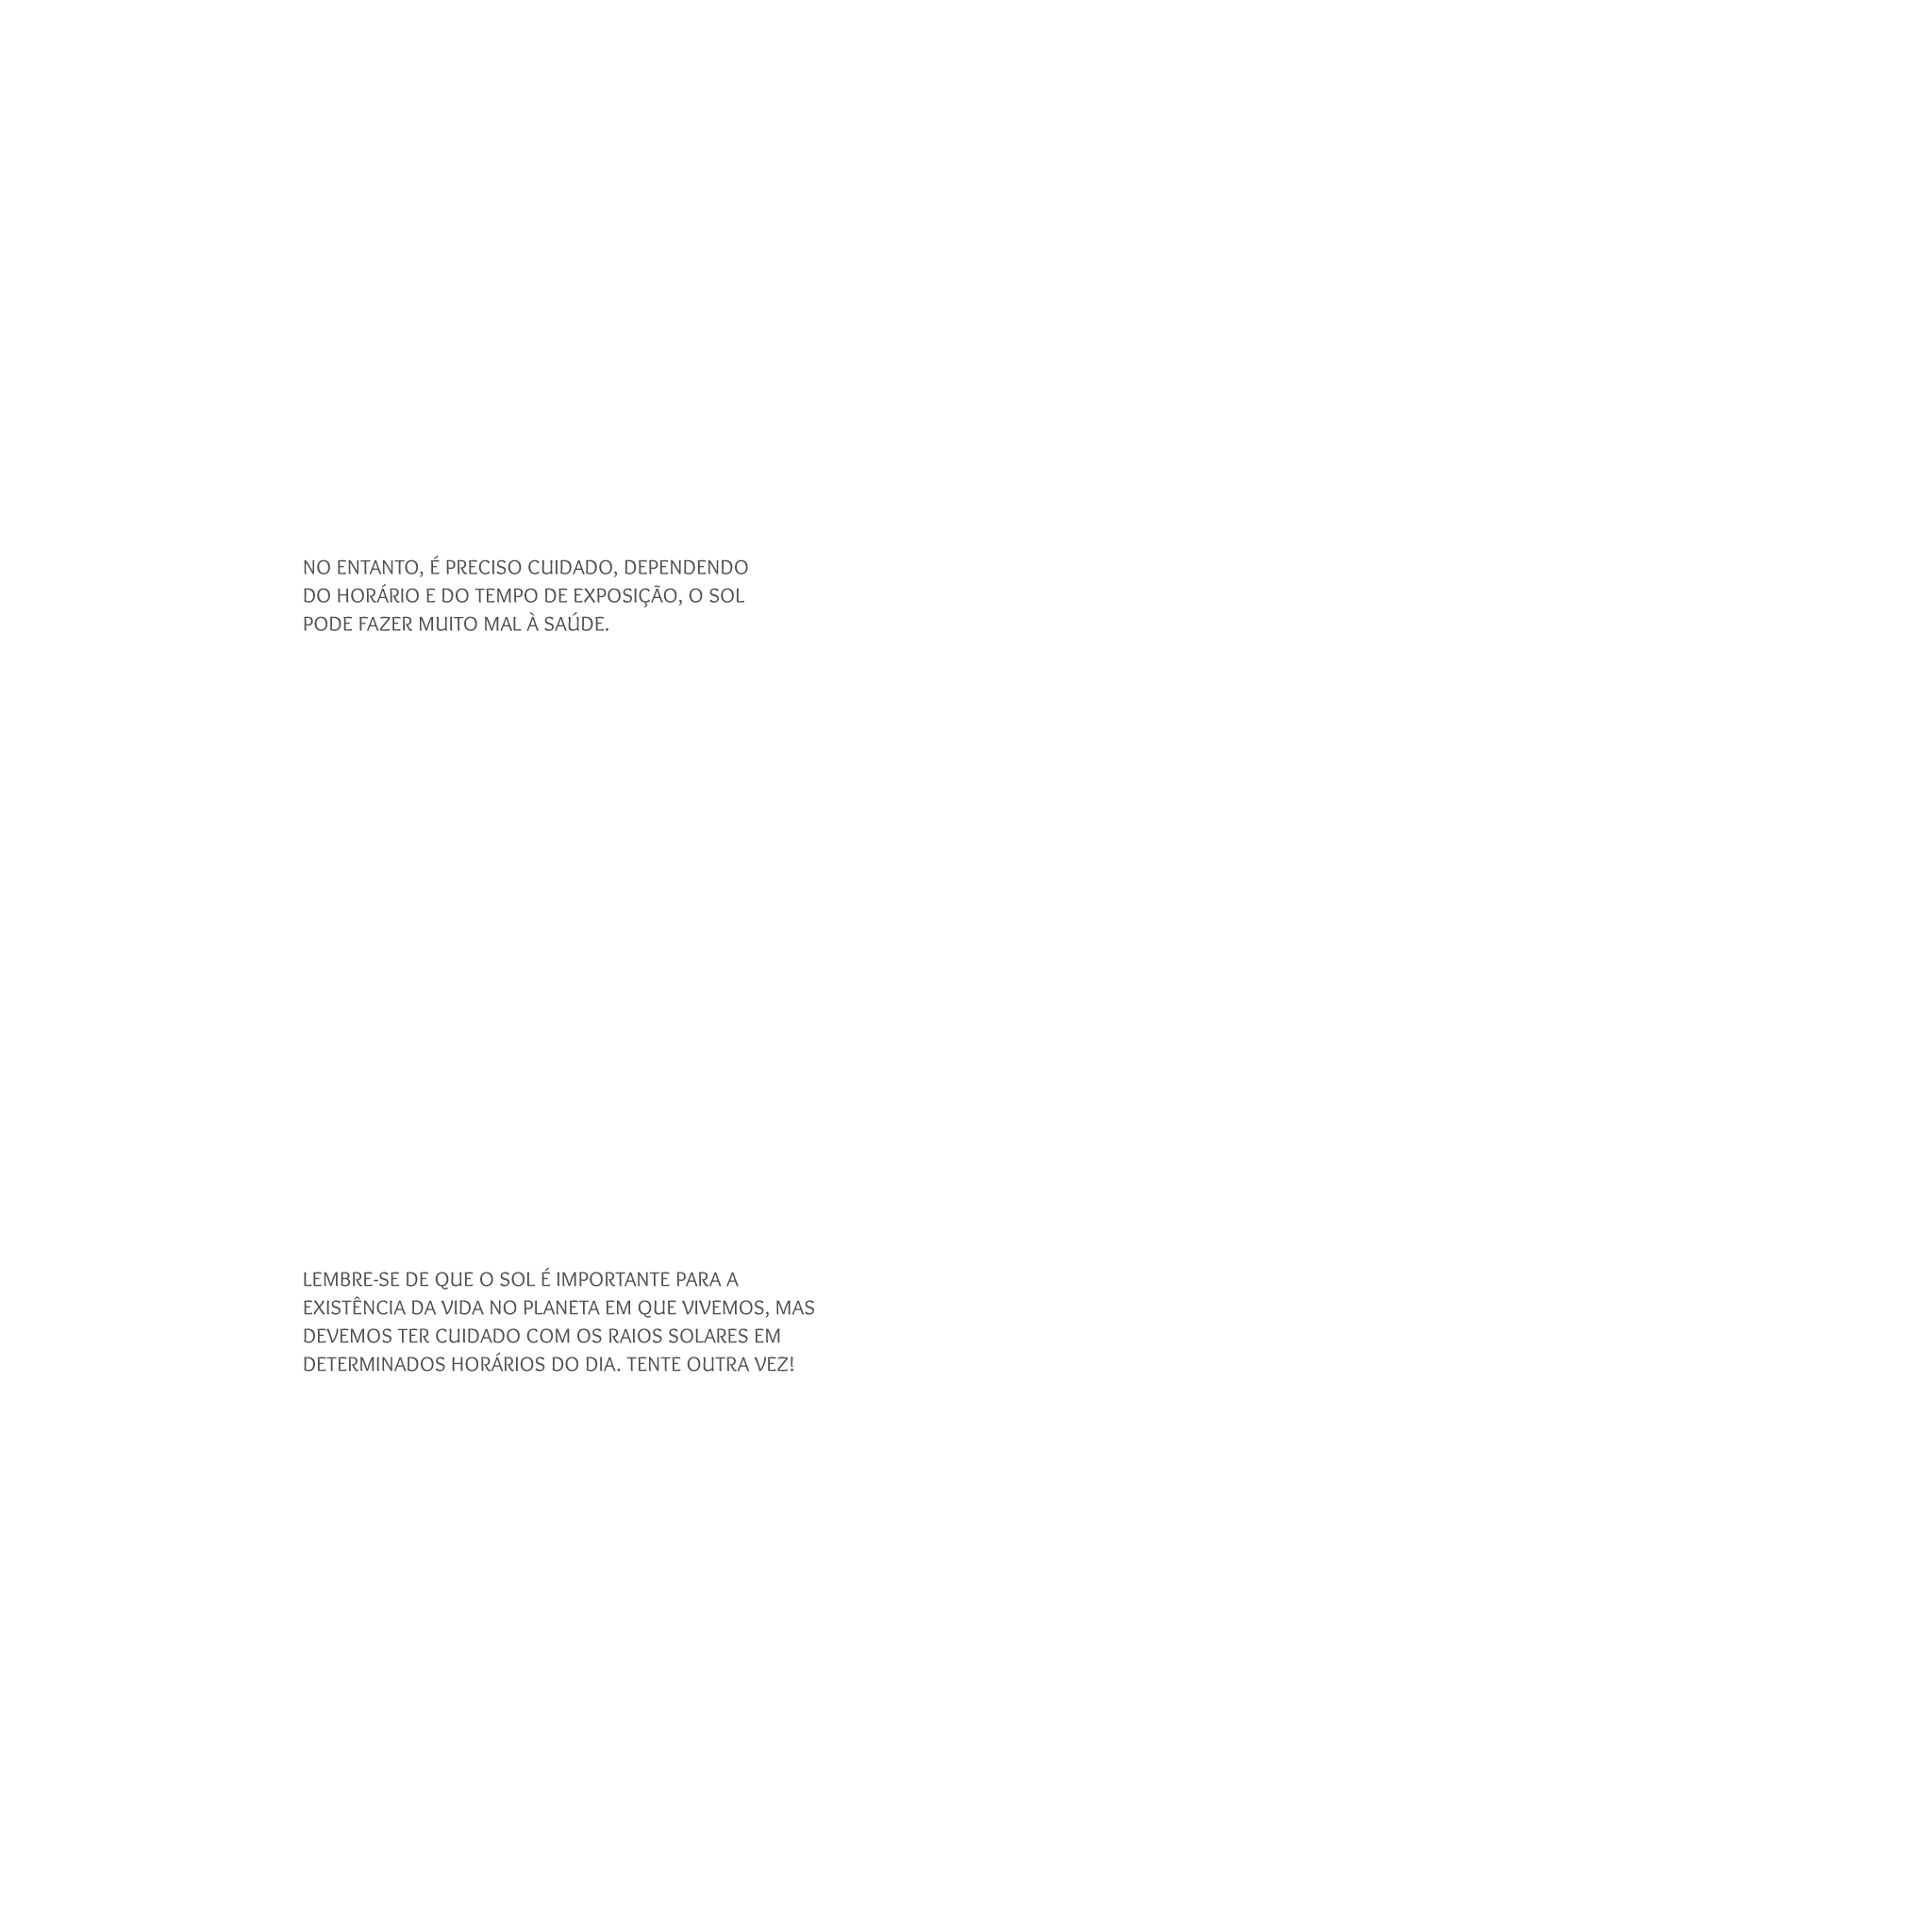 NO ENTANTO, É PRECISO CUIDADO, DEPENDENDO
DO HORÁRIO E DO TEMPO DE EXPOSIÇÃO, O SOL
PODE FAZER MUITO MAL À SAÚDE.
LEMBRE-SE DE QUE O SOL É IMPORTANTE PARA A
EXISTÊNCIA DA VIDA NO PLANETA EM QUE VIVEMOS, MAS
DEVEMOS TER CUIDADO COM OS RAIOS SOLARES EM
DETERMINADOS HORÁRIOS DO DIA. TENTE OUTRA VEZ!